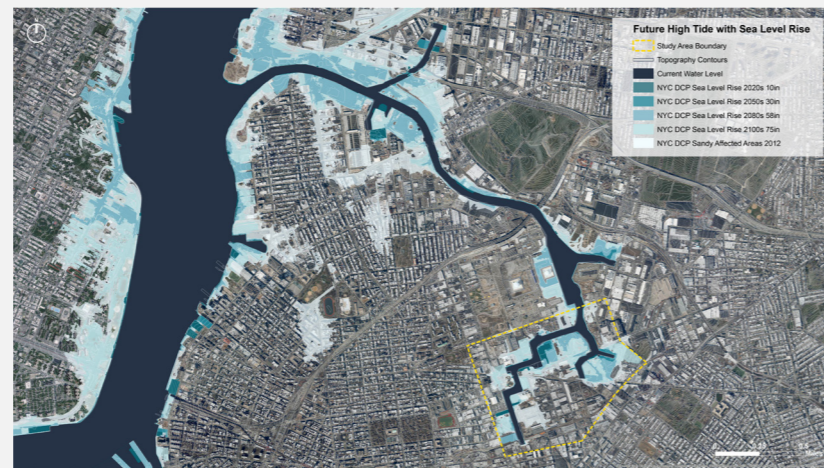 Future High Tide with Sea Level Rise
Study Area Boundary
Topography Contours
Current Water Level
NYC DCP Sea Level Rise 2020s 10in
NYC DCP Sea Level Rise 2050s 30in
NYC DCP Sea Level Rise 2080s 58in
NYC DCP Sea Level Rise 2100s 75in
NYC DCP Sandy Affected Areas 2012